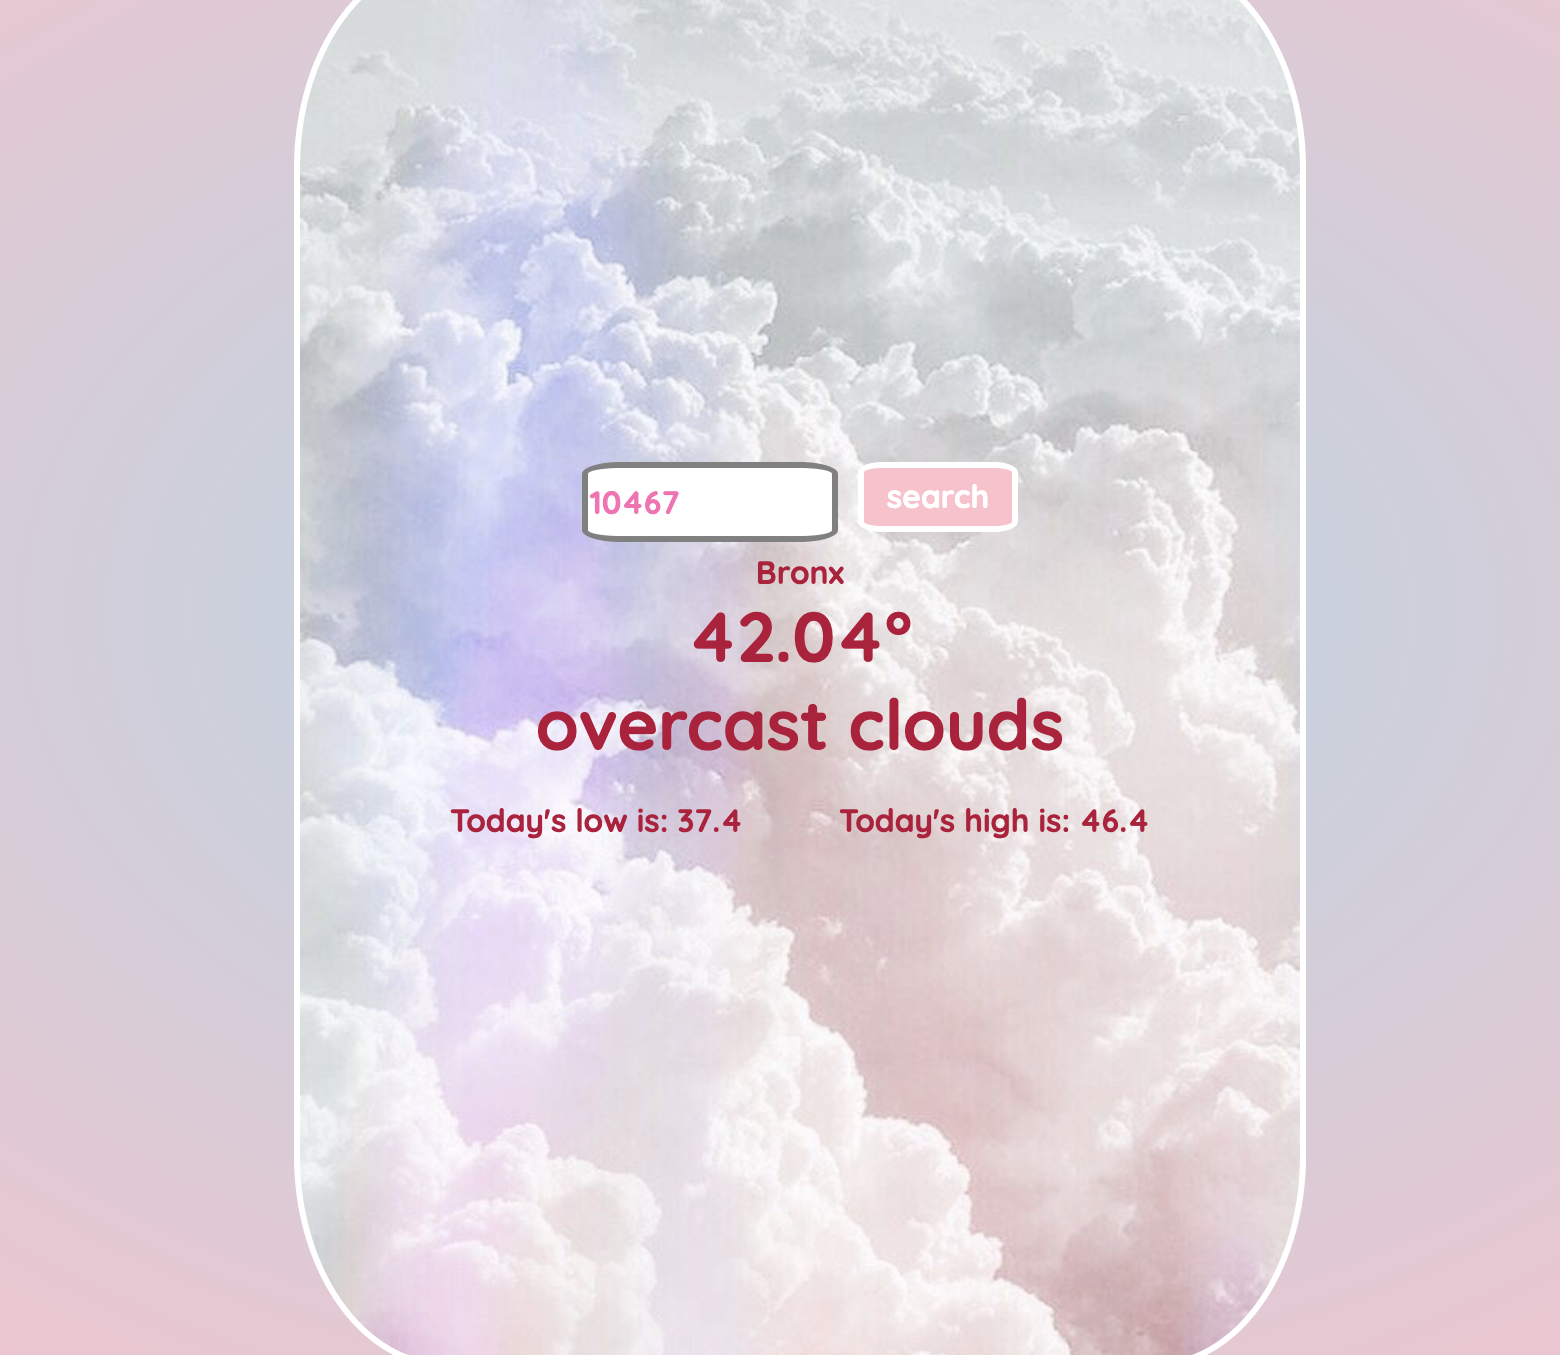 10467
search
Bronx
42.04°
overcast clouds
Today's low is: 37.4
Today's high is: 46.4